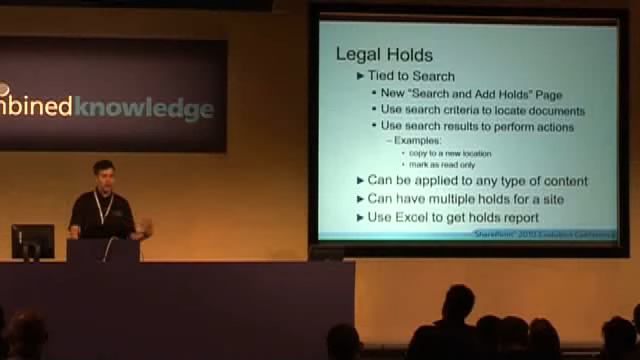 mbinedknowledge
Legal Holds
► Tied to Search
• New “Search and Add Holds” Page
• Use search criteria to locate documents
• Use search results to perform actions
– Examples:
• copy to a new location
• mark as read only
► Can be applied to any type of content
► Can have multiple holds for a site
► Use Excel to get holds report
SharePoint 2010 Evolution Conference